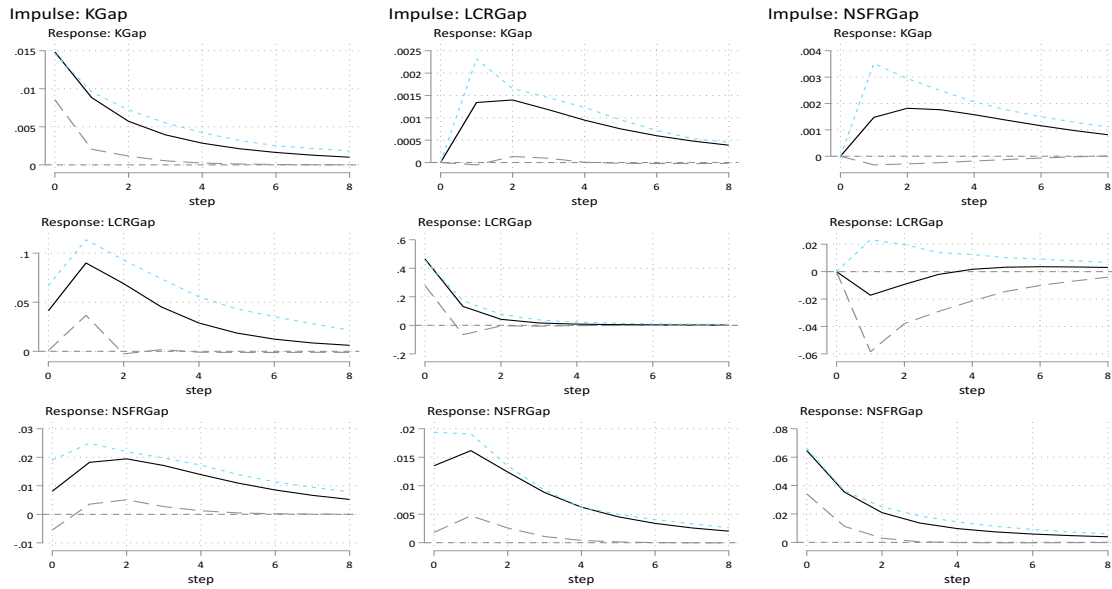 Impulse: KGap
Response: KGap
.015
.01
.005
0
0 2 4 6 8
step
Response: LCRGap
.1
.05
0
0 2 4 6 8
step
Response: NSFRGap
.03
.02
.01
0
-.01
0 2 4 6 8
step
Impulse: LCRGap
Response: KGap
.0025
.002
.0015
.001
.0005
0
0 2 4 6 8
step
Response: LCRGap
.6
.4
.2
0
-.2
0 2 4 6 8
step
Response: NSFRGap
.02
.015
.01
.005
0
0 2 4 6 8
step
Impulse: NSFRGap
Response: KGap
.004
.003
.002
.001
0
0 2 4 6 8
step
Response: LCRGap
.02
0
-.02
-.04
-.06
0 2 4 6 8
step
Response: NSFRGap
.08
.06
.04
.02
0
0 2 4 6 8
step